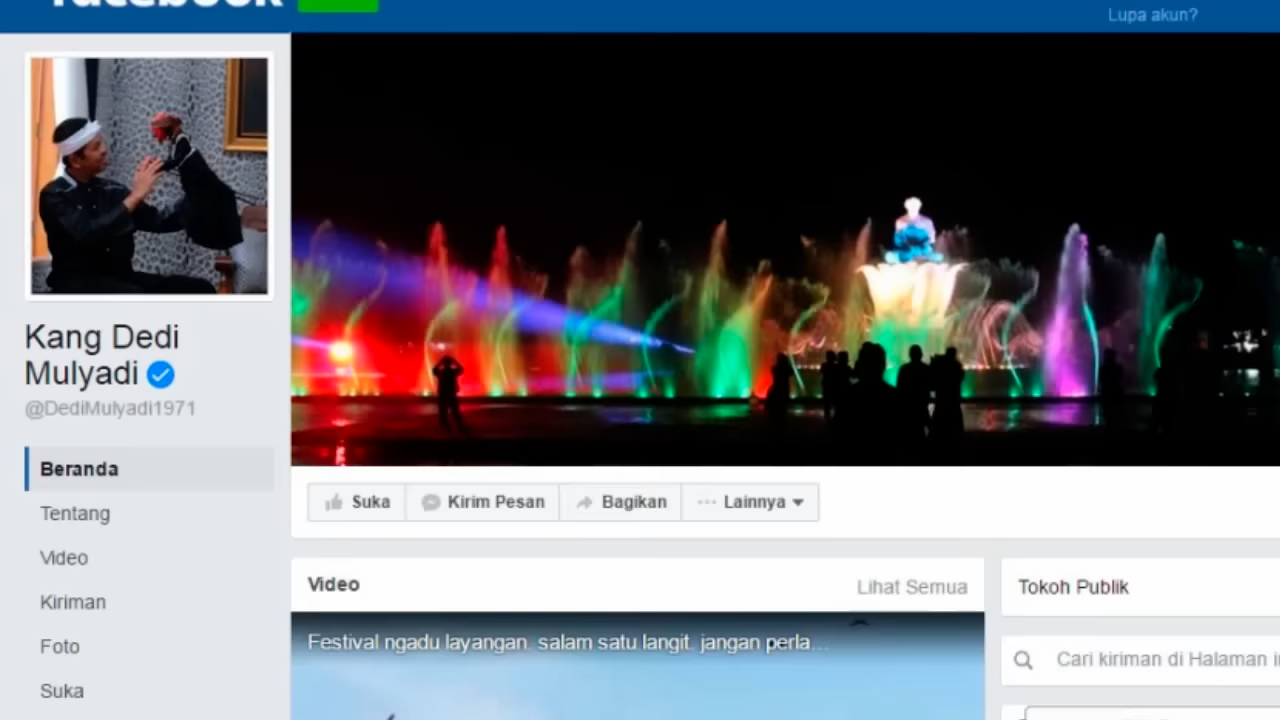 facebook
Lupa akun?
Kang Dedi
Mulyadi
@DediMulyadi1971
Beranda
Tentang
Video
Kiriman
Foto
Suka
Suka
Kirim Pesan
Bagikan
Lainnya
Video
Lihat Semua
Festival ngadu layangan. salam satu langit. jangan perla...
Tokoh Publik
Cari kiriman di Halaman